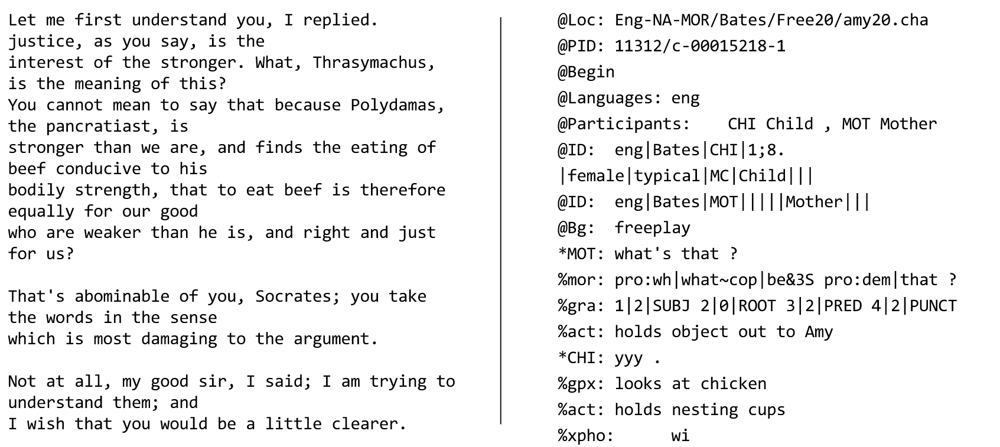 Let me first understand you, I replied.
justice, as you say, is the
interest of the stronger. What, Thrasymachus,
is the meaning of this?
You cannot mean to say that because Polydamas,
the pancratiast, is
stronger than we are, and finds the eating of
beef conducive to his
bodily strength, that to eat beef is therefore
equally for our good
who are weaker than he is, and right and just
for us?
That's abominable of you, Socrates; you take
the words in the sense
which is most damaging to the argument.
Not at all, my good sir, I said; I am trying to
understand them; and
I wish that you would be a little clearer.
@Loc: Eng-NA-MOR/Bates/Free20/amy20.cha
@PID: 11312/c-00015218-1
@Begin
@Languages: eng
@Participants:    CHI Child , MOT Mother
@ID:  eng|Bates|CHI|1;8.
|female|typical|MC|Child|||
@ID:  eng|Bates|MOT|||||Mother|||
@Bg:  freeplay
*MOT: what's that ?
%mor: pro:wh|what~cop|be&3S pro:dem|that ?
%gra: 1|2|SUBJ 2|0|ROOT 3|2|PRED 4|2|PUNCT
%act: holds object out to Amy
*CHI: yyy .
%gpx: looks at chicken
%act: holds nesting cups
%xpho:      wi